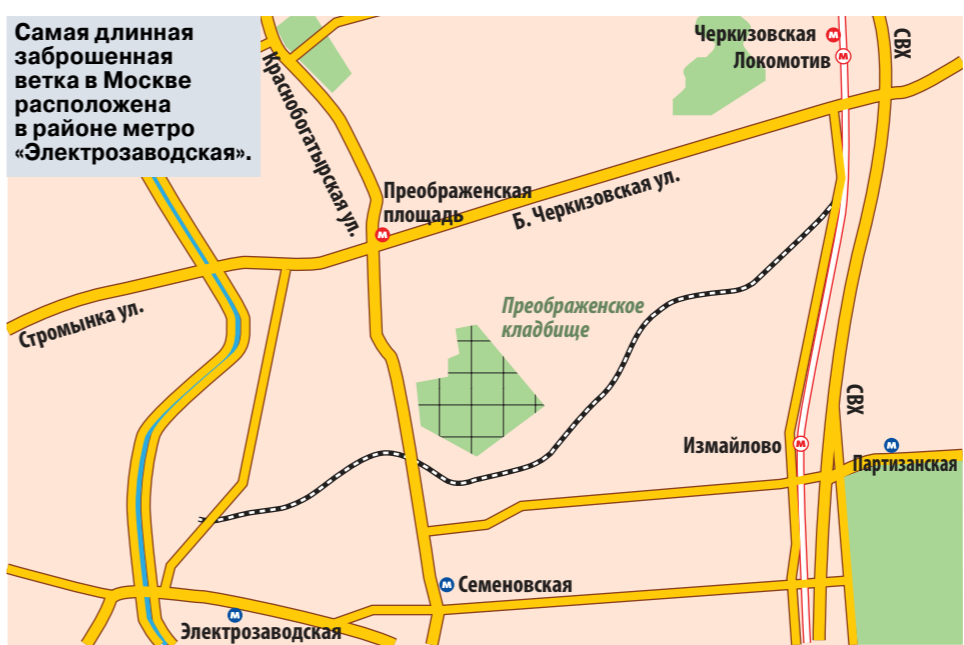 Самая длинная
заброшенная
ветка в Москве
расположена
в районе метро
«Электрозаводская».
Краснобогатырская ул.
Черкизовская М
Локомотив М
СВХ
Преображенская
площадь
М
Б. Черкизовская ул.
Стромынка ул.
Преображенское
кладбище
СВХ
Измайлово М
М
Партизанская
М Семеновская
М
Электрозаводская